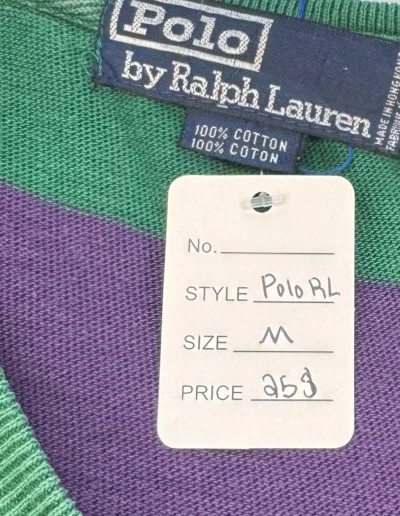 Polo
by Ralph Lauren
MADE IN HONG KONG
100% COTTON
100% COTON
No.
STYLE Polo RL
SIZE M
PRICE 25$